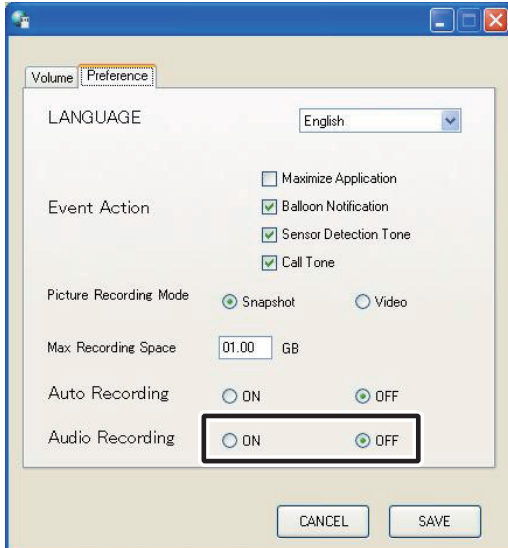 Volume Preference
LANGUAGE English
Maximize Application
Event Action Balloon Notification
Sensor Detection Tone
Call Tone
Picture Recording Mode Snapshot Video
Max Recording Space 01.00 GB
Auto Recording ON OFF
Audio Recording ON OFF
CANCEL SAVE